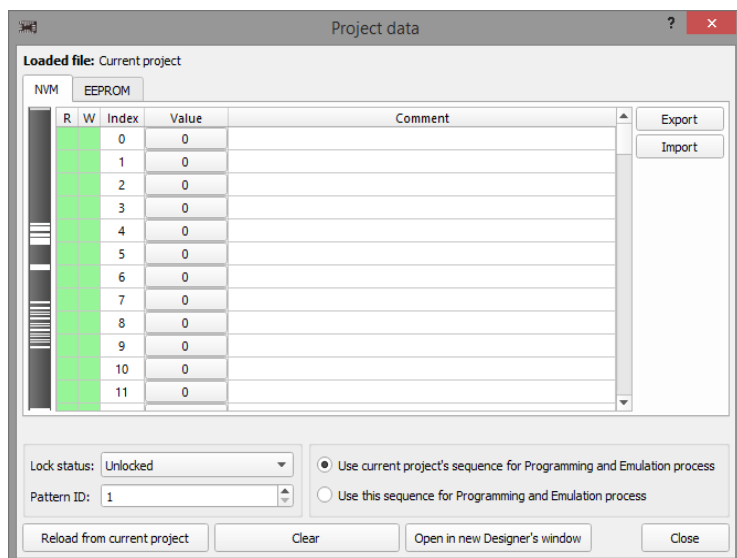 Project data
?
Loaded file: Current project
NVM EEPROM
R W Index Value Comment
Export
Import
0 0
1 0
2 0
3 0
4 0
5 0
6 0
7 0
8 0
9 0
10 0
11 0
Lock status: Unlocked
Pattern ID: 1
Use current project's sequence for Programming and Emulation process
Use this sequence for Programming and Emulation process
Reload from current project Clear Open in new Designer's window Close